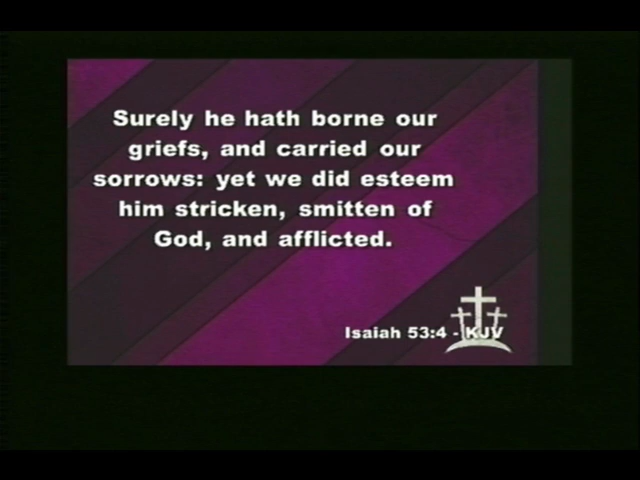 Surely he hath borne our
griefs, and carried our
sorrows: yet we did esteem
him stricken, smitten of
God, and afflicted.
Isaiah 53:4 - KJV